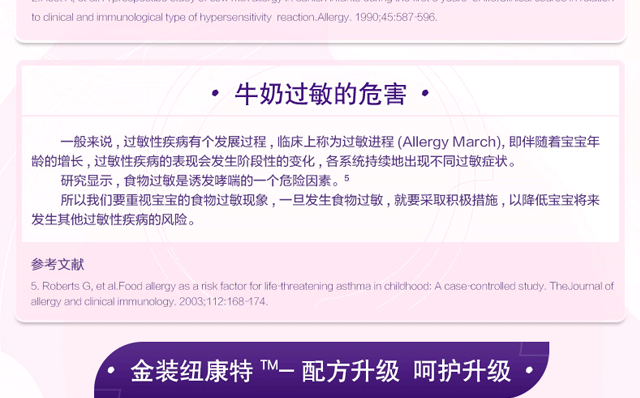 to clinical and immunological type of hypersensitivity reaction.Allergy. 1990;45:587-596.
• 牛奶过敏的危害 •
一般来说，过敏性疾病有个发展过程，临床上称为过敏进程 (Allergy March), 即伴随着宝宝年
龄的增长，过敏性疾病的表现会发生阶段性的变化，各系统持续地出现不同过敏症状。
研究显示，食物过敏是诱发哮喘的一个危险因素。⁵
所以我们要重视宝宝的食物过敏现象，一旦发生食物过敏，就要采取积极措施，以降低宝宝将来
发生其他过敏性疾病的风险。
参考文献
5. Roberts G, et al.Food allergy as a risk factor for life-threatening asthma in childhood: A case-controlled study. TheJournal of
allergy and clinical immunology. 2003;112:168-174.
• 金装纽康特™– 配方升级 呵护升级 •